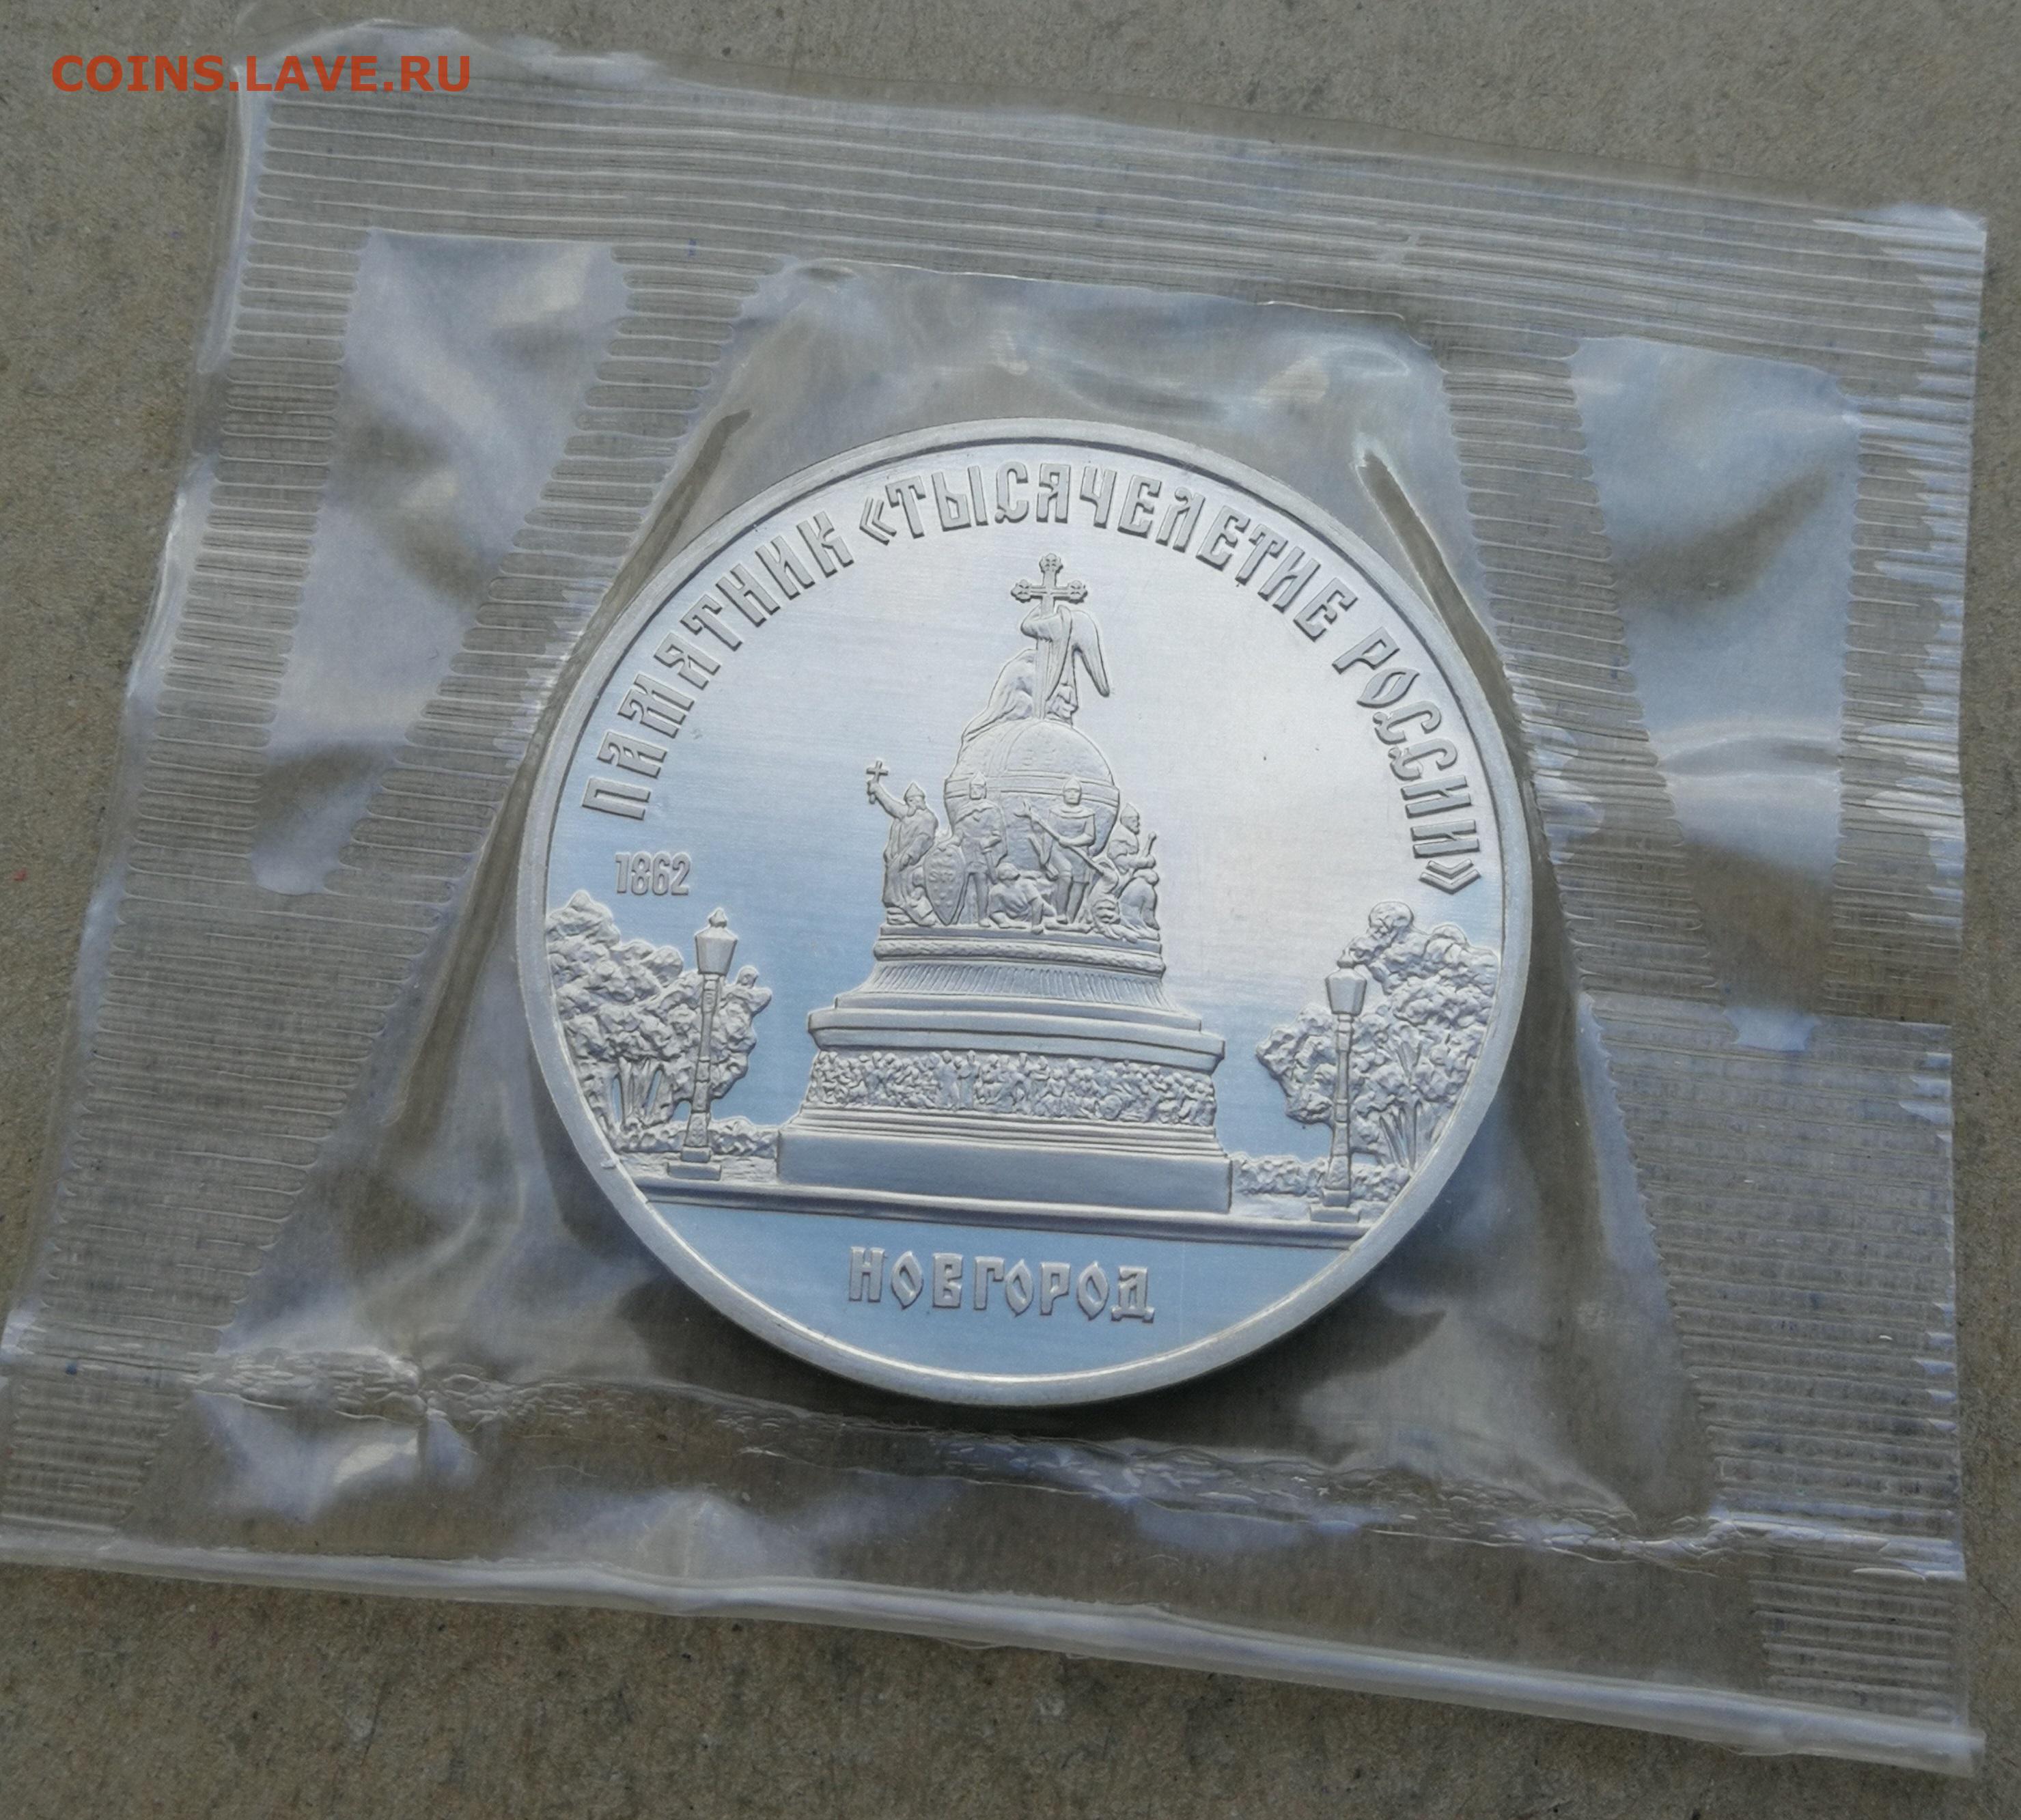 COINS.LAVE.RU
ПАМЯТНИК «ТЫСЯЧЕЛЕТИЕ РОССИИ»
1862
НОВГОРОД